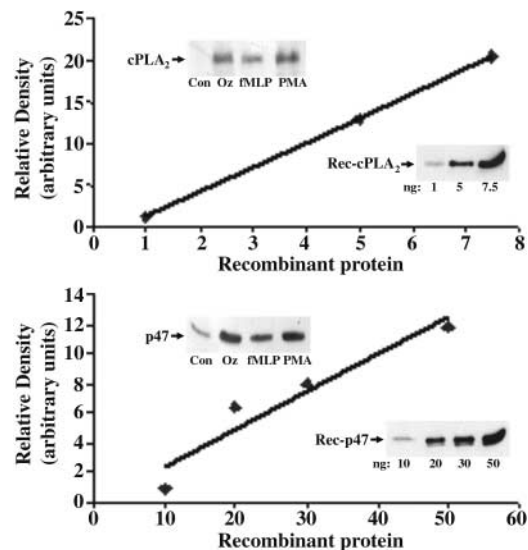 Relative Density
(arbitrary units)
25
20
15
10
5
0
cPLA₂
Con Oz fMLP PMA
Rec-cPLA₂
ng: 1 5 7.5
0 1 2 3 4 5 6 7 8
Recombinant protein
Relative Density
(arbitrary units)
14
12
10
8
6
4
2
0
p47
Con Oz fMLP PMA
Rec-p47
ng: 10 20 30 50
0 10 20 30 40 50 60
Recombinant protein